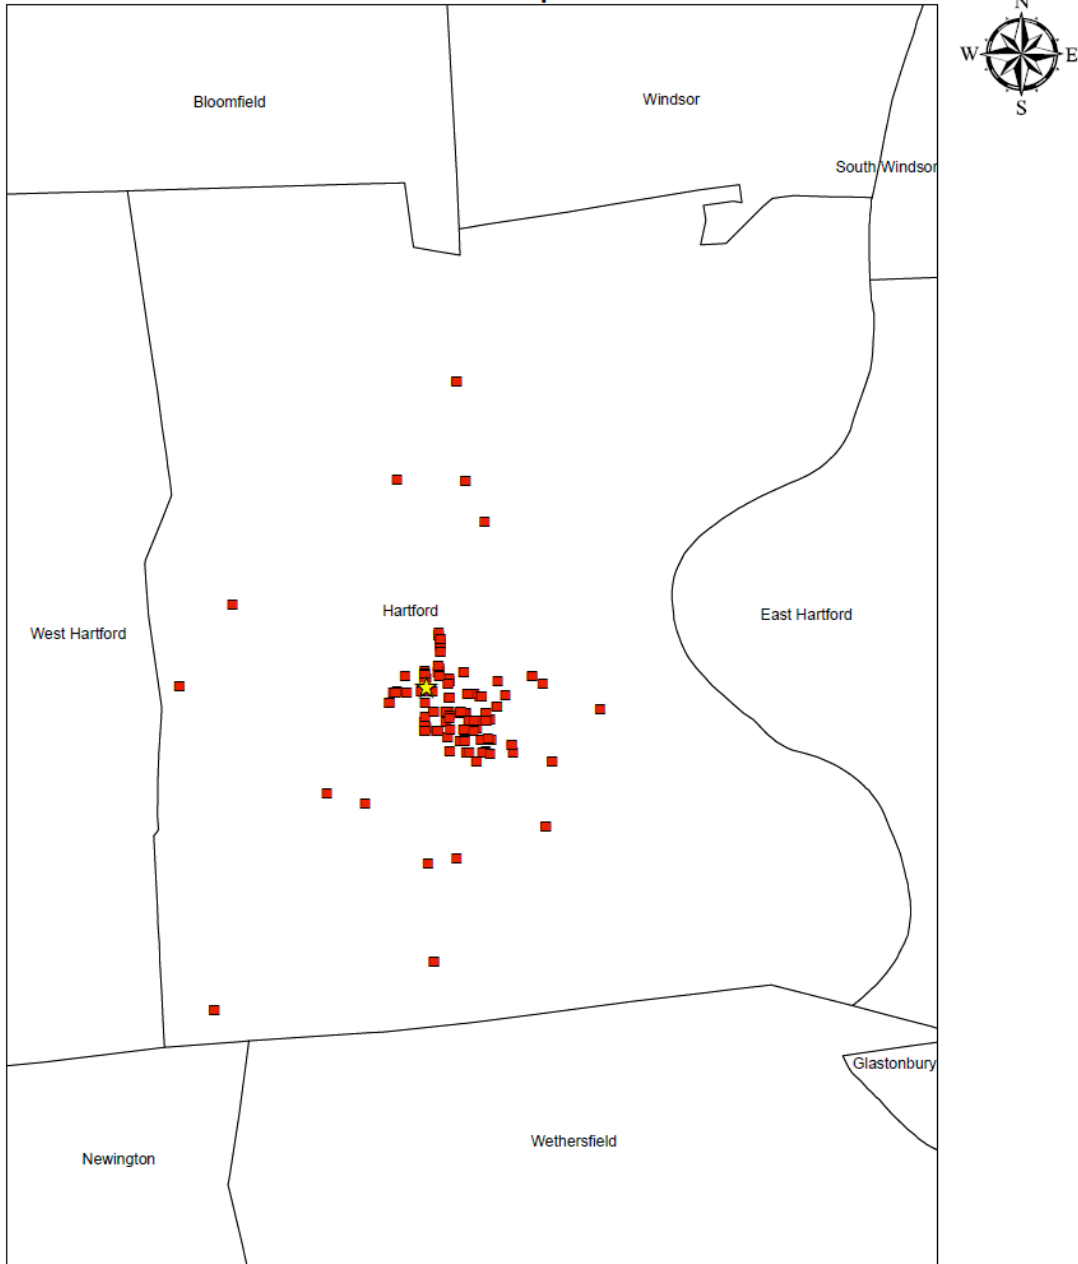 N
W E
S
Bloomfield
Windsor
South Windsor
Hartford
West Hartford
East Hartford
Glastonbury
Wethersfield
Newington